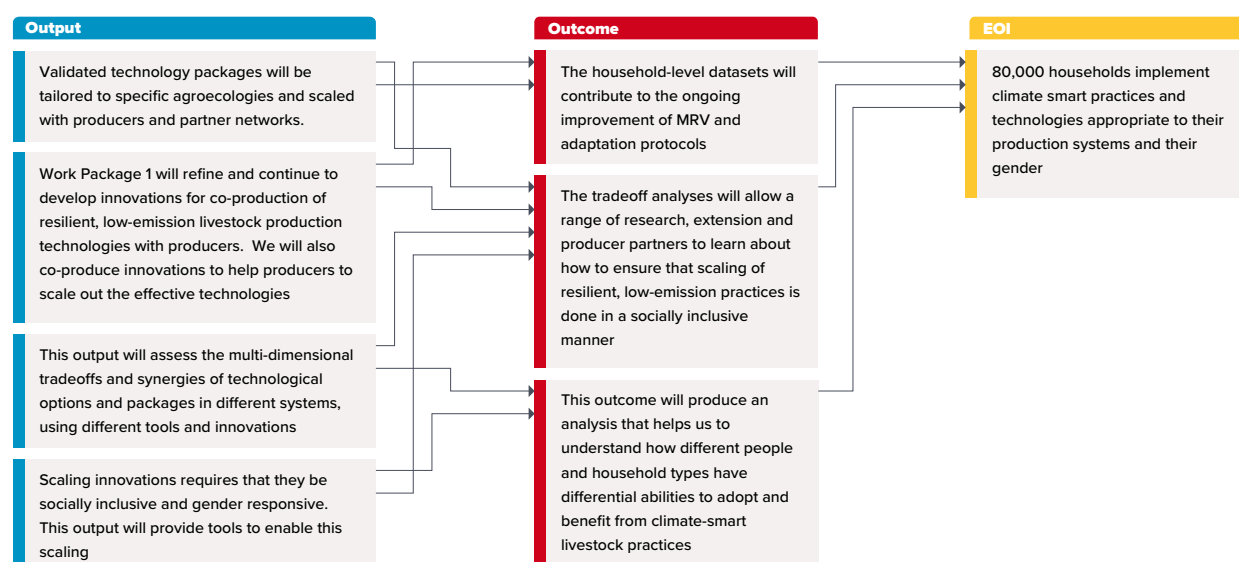 Output
Validated technology packages will be
tailored to specific agroecologies and scaled
with producers and partner networks.
Work Package 1 will refine and continue to
develop innovations for co-production of
resilient, low-emission livestock production
technologies with producers.  We will also
co-produce innovations to help producers to
scale out the effective technologies
This output will assess the multi-dimensional
tradeoffs and synergies of technological
options and packages in different systems,
using different tools and innovations
Scaling innovations requires that they be
socially inclusive and gender responsive.
This output will provide tools to enable this
scaling
Outcome
The household-level datasets will
contribute to the ongoing
improvement of MRV and
adaptation protocols
The tradeoff analyses will allow a
range of research, extension and
producer partners to learn about
how to ensure that scaling of
resilient, low-emission practices is
done in a socially inclusive
manner
This outcome will produce an
analysis that helps us to
understand how different people
and household types have
differential abilities to adopt and
benefit from climate-smart
livestock practices
EOI
80,000 households implement
climate smart practices and
technologies appropriate to their
production systems and their
gender